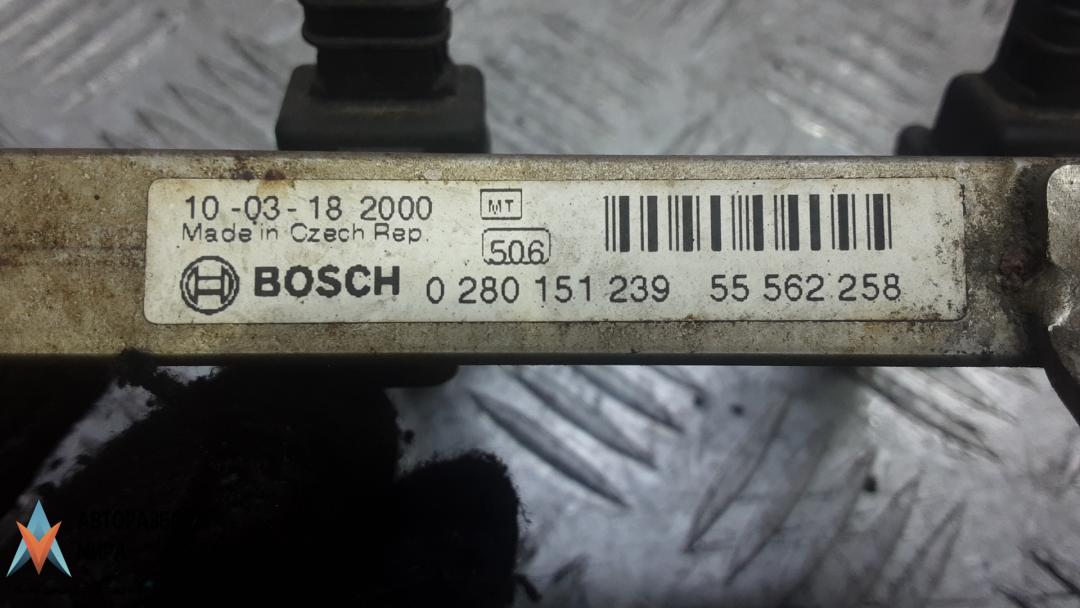 10 -03 - 18 2000
MT
Made in Czech Rep.
506
BOSCH 0 280 151 239 55 562 258